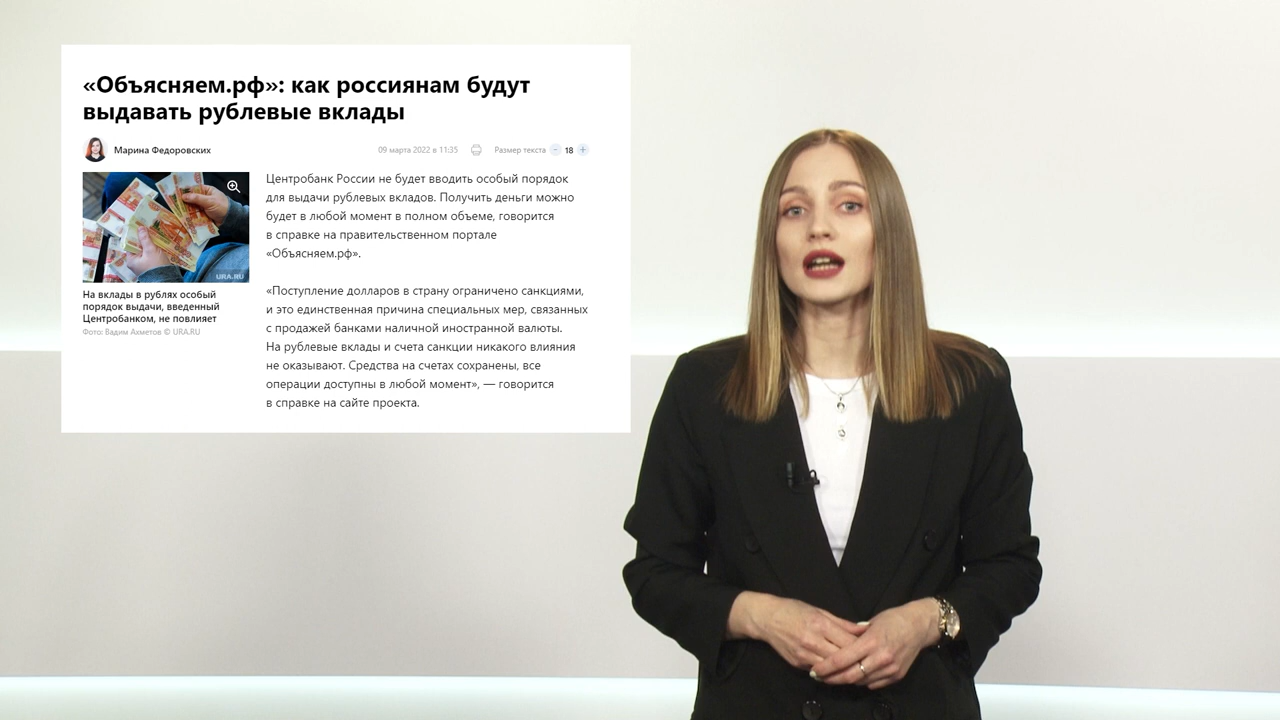 «Объясняем.рф»: как россиянам будут
выдавать рублевые вклады
Марина Федоровских
09 марта 2022 в 11:35
Размер текста − 18 +
URA.RU
На вклады в рублях особый
порядок выдачи, введенный
Центробанком, не повлияет
Фото: Вадим Ахметов © URA.RU
Центробанк России не будет вводить особый порядок
для выдачи рублевых вкладов. Получить деньги можно
будет в любой момент в полном объеме, говорится
в справке на правительственном портале
«Объясняем.рф».
«Поступление долларов в страну ограничено санкциями,
и это единственная причина специальных мер, связанных
с продажей банками наличной иностранной валюты.
На рублевые вклады и счета санкции никакого влияния
не оказывают. Средства на счетах сохранены, все
операции доступны в любой момент», — говорится
в справке на сайте проекта.